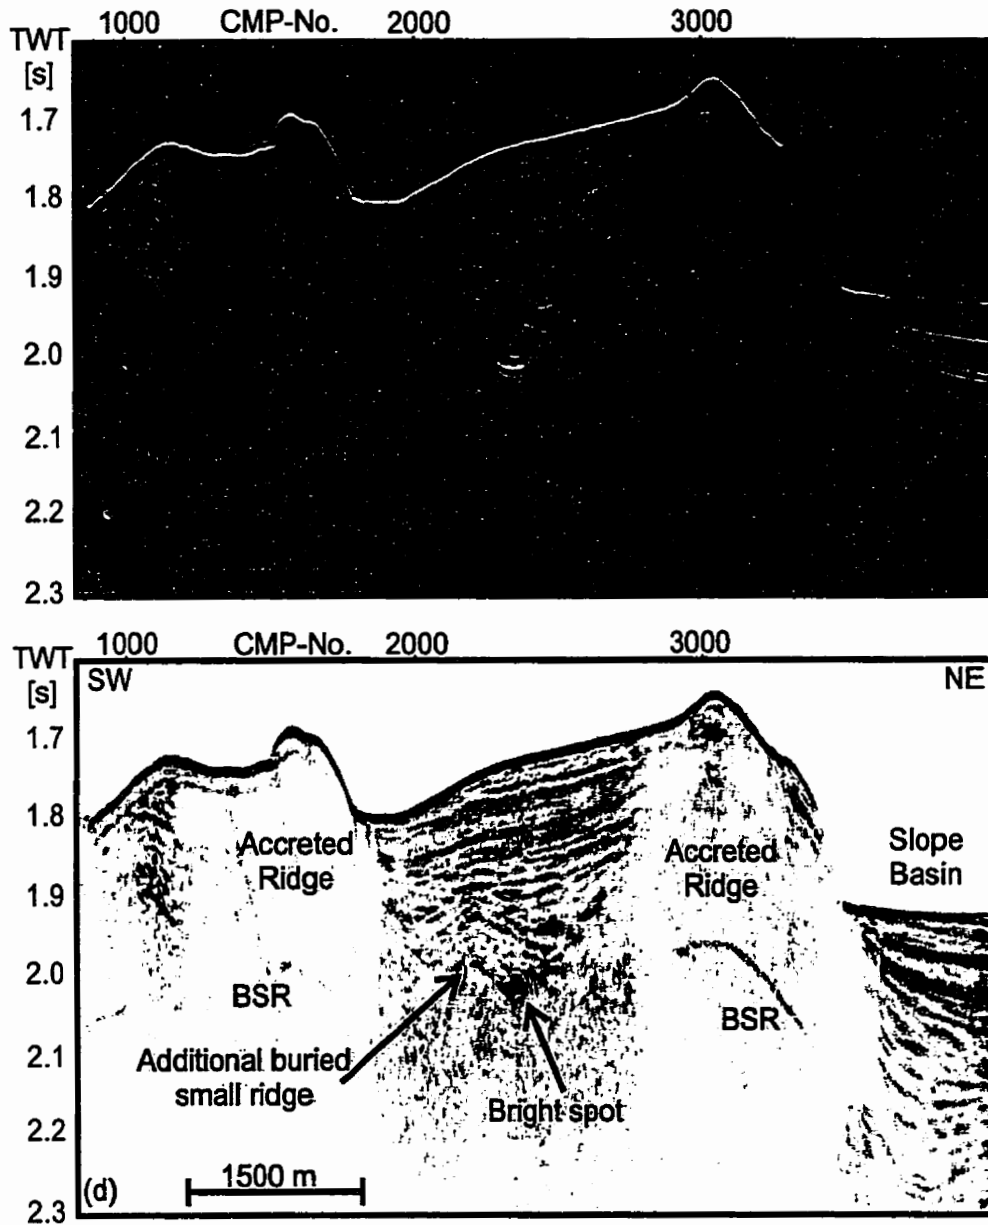 1000 CMP-No. 2000 3000
TWT
[s]
1.7
1.8
1.9
2.0
2.1
2.2
2.3
1000 CMP-No. 2000 3000
TWT
[s]
SW NE
1.7
1.8
Accreted
Ridge
Accreted
Ridge
Slope
Basin
1.9
2.0
BSR
BSR
2.1
Additional buried
small ridge
Bright spot
2.2
1500 m
(d)
2.3